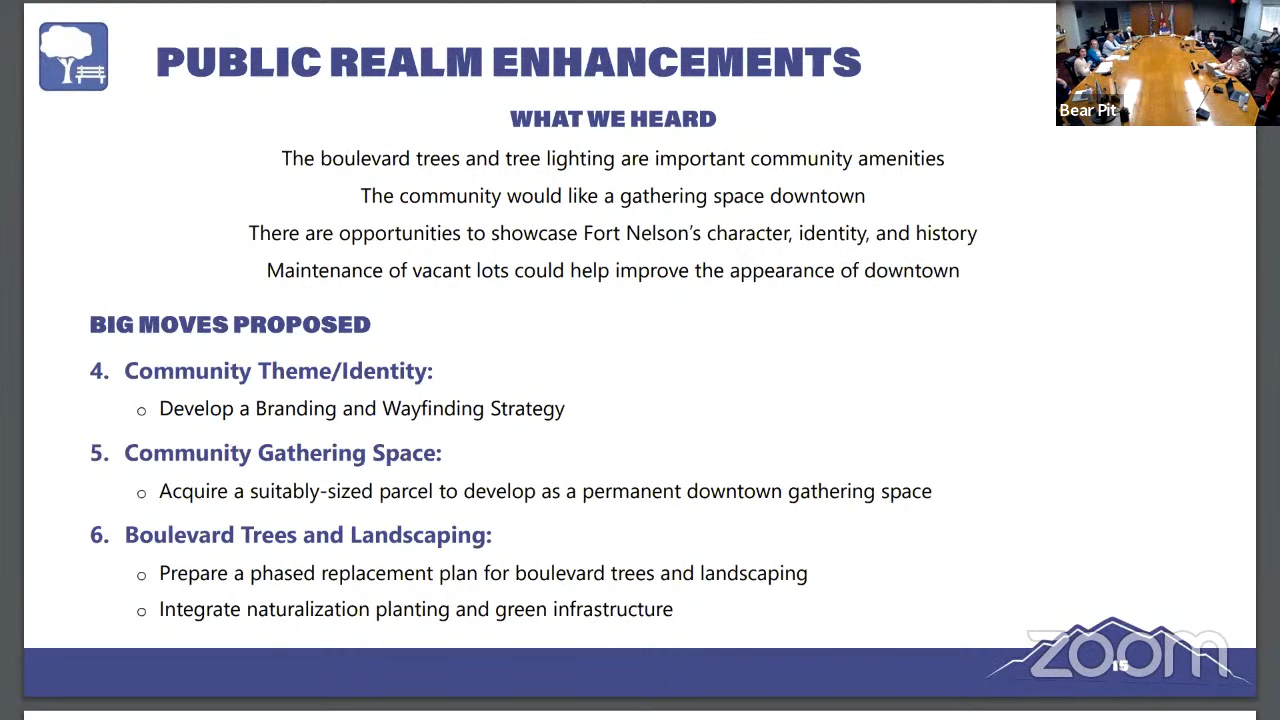 PUBLIC REALM ENHANCEMENTS
Bear Pit
WHAT WE HEARD
The boulevard trees and tree lighting are important community amenities
The community would like a gathering space downtown
There are opportunities to showcase Fort Nelson’s character, identity, and history
Maintenance of vacant lots could help improve the appearance of downtown
BIG MOVES PROPOSED
4. Community Theme/Identity:
o Develop a Branding and Wayfinding Strategy
5. Community Gathering Space:
o Acquire a suitably-sized parcel to develop as a permanent downtown gathering space
6. Boulevard Trees and Landscaping:
o Prepare a phased replacement plan for boulevard trees and landscaping
o Integrate naturalization planting and green infrastructure
zoom
15